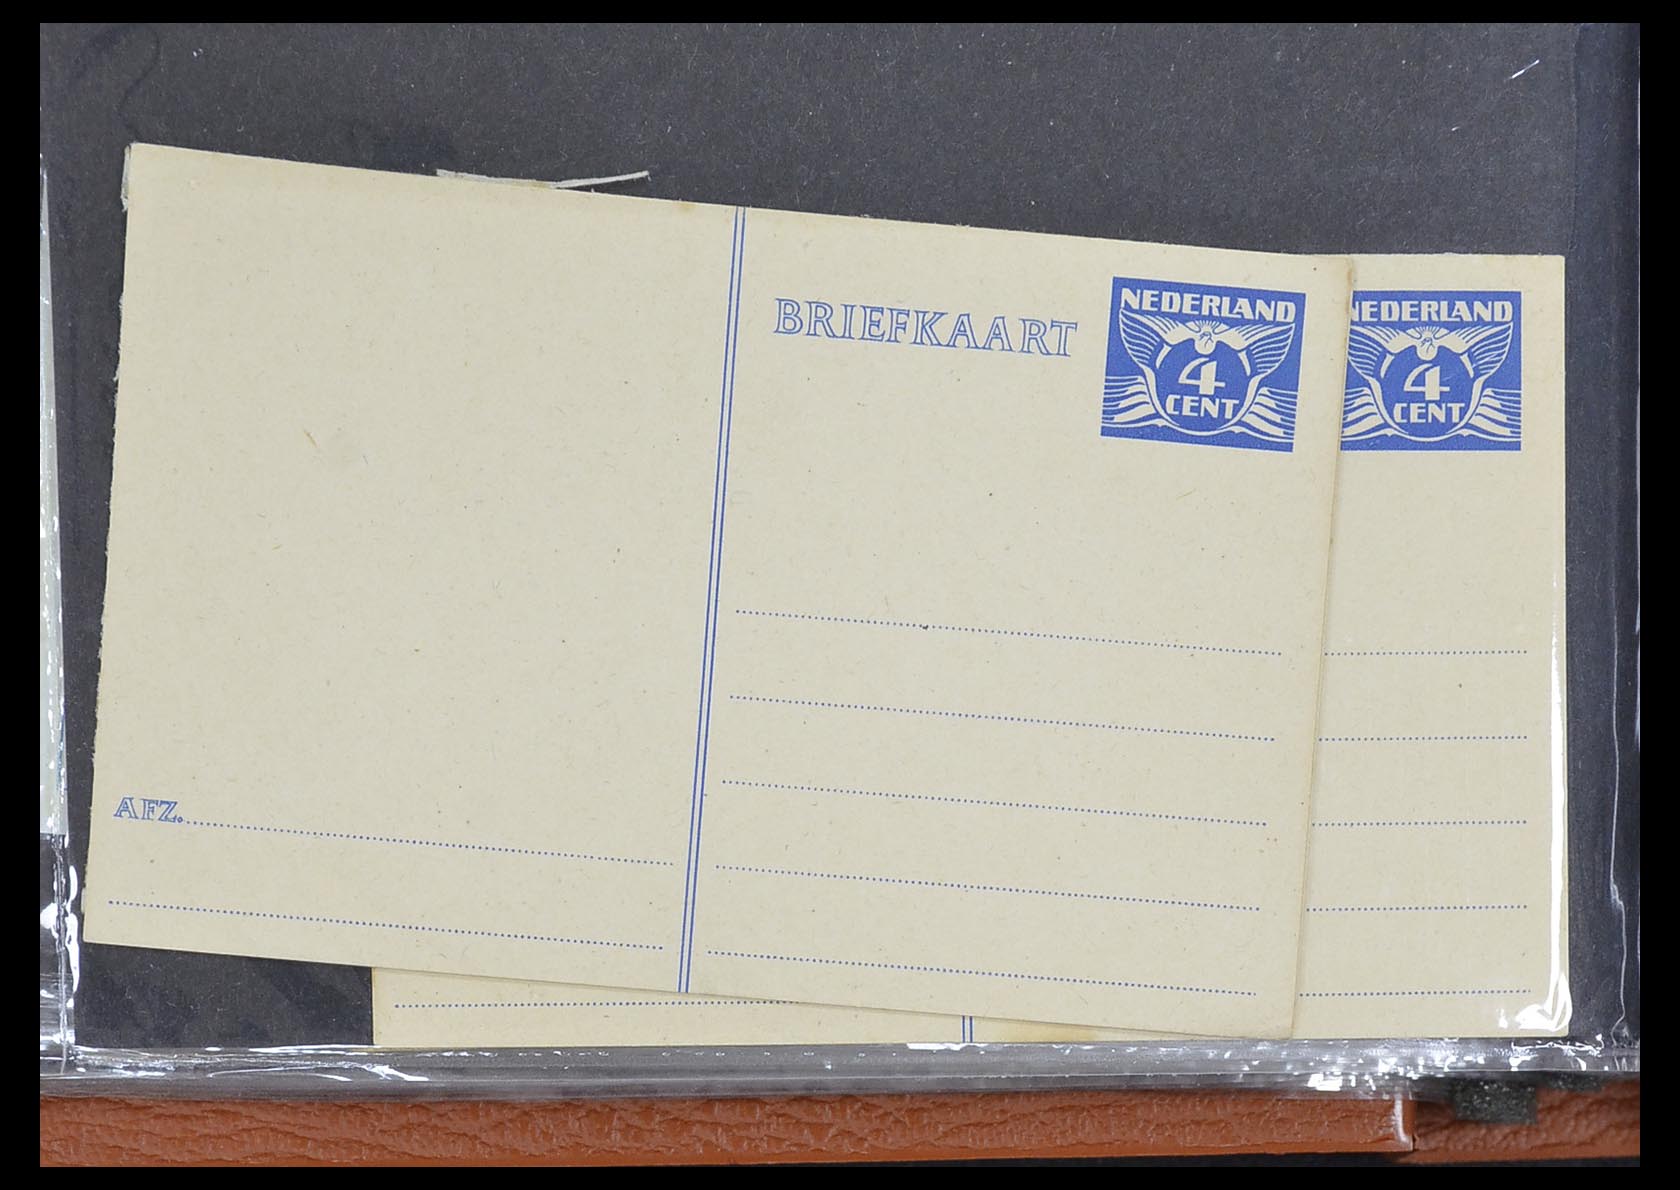 BRIEFKAART
NEDERLAND
4
CENT
NEDERLAND
4
CENT
AFZ.